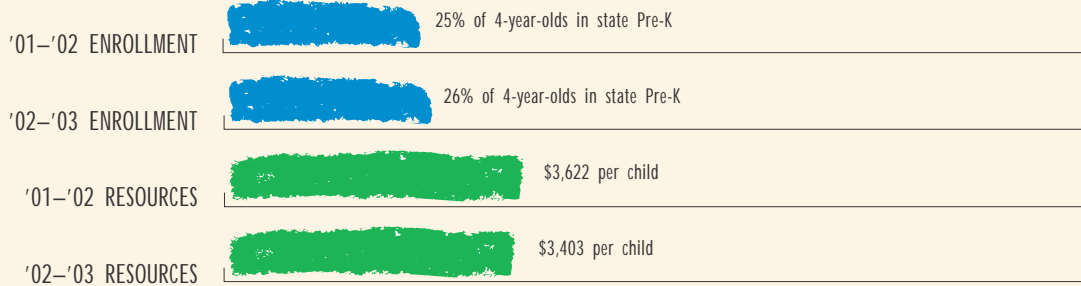 '01–'02 ENROLLMENT 25% of 4-year-olds in state Pre-K
'02–'03 ENROLLMENT 26% of 4-year-olds in state Pre-K
'01–'02 RESOURCES $3,622 per child
'02–'03 RESOURCES $3,403 per child